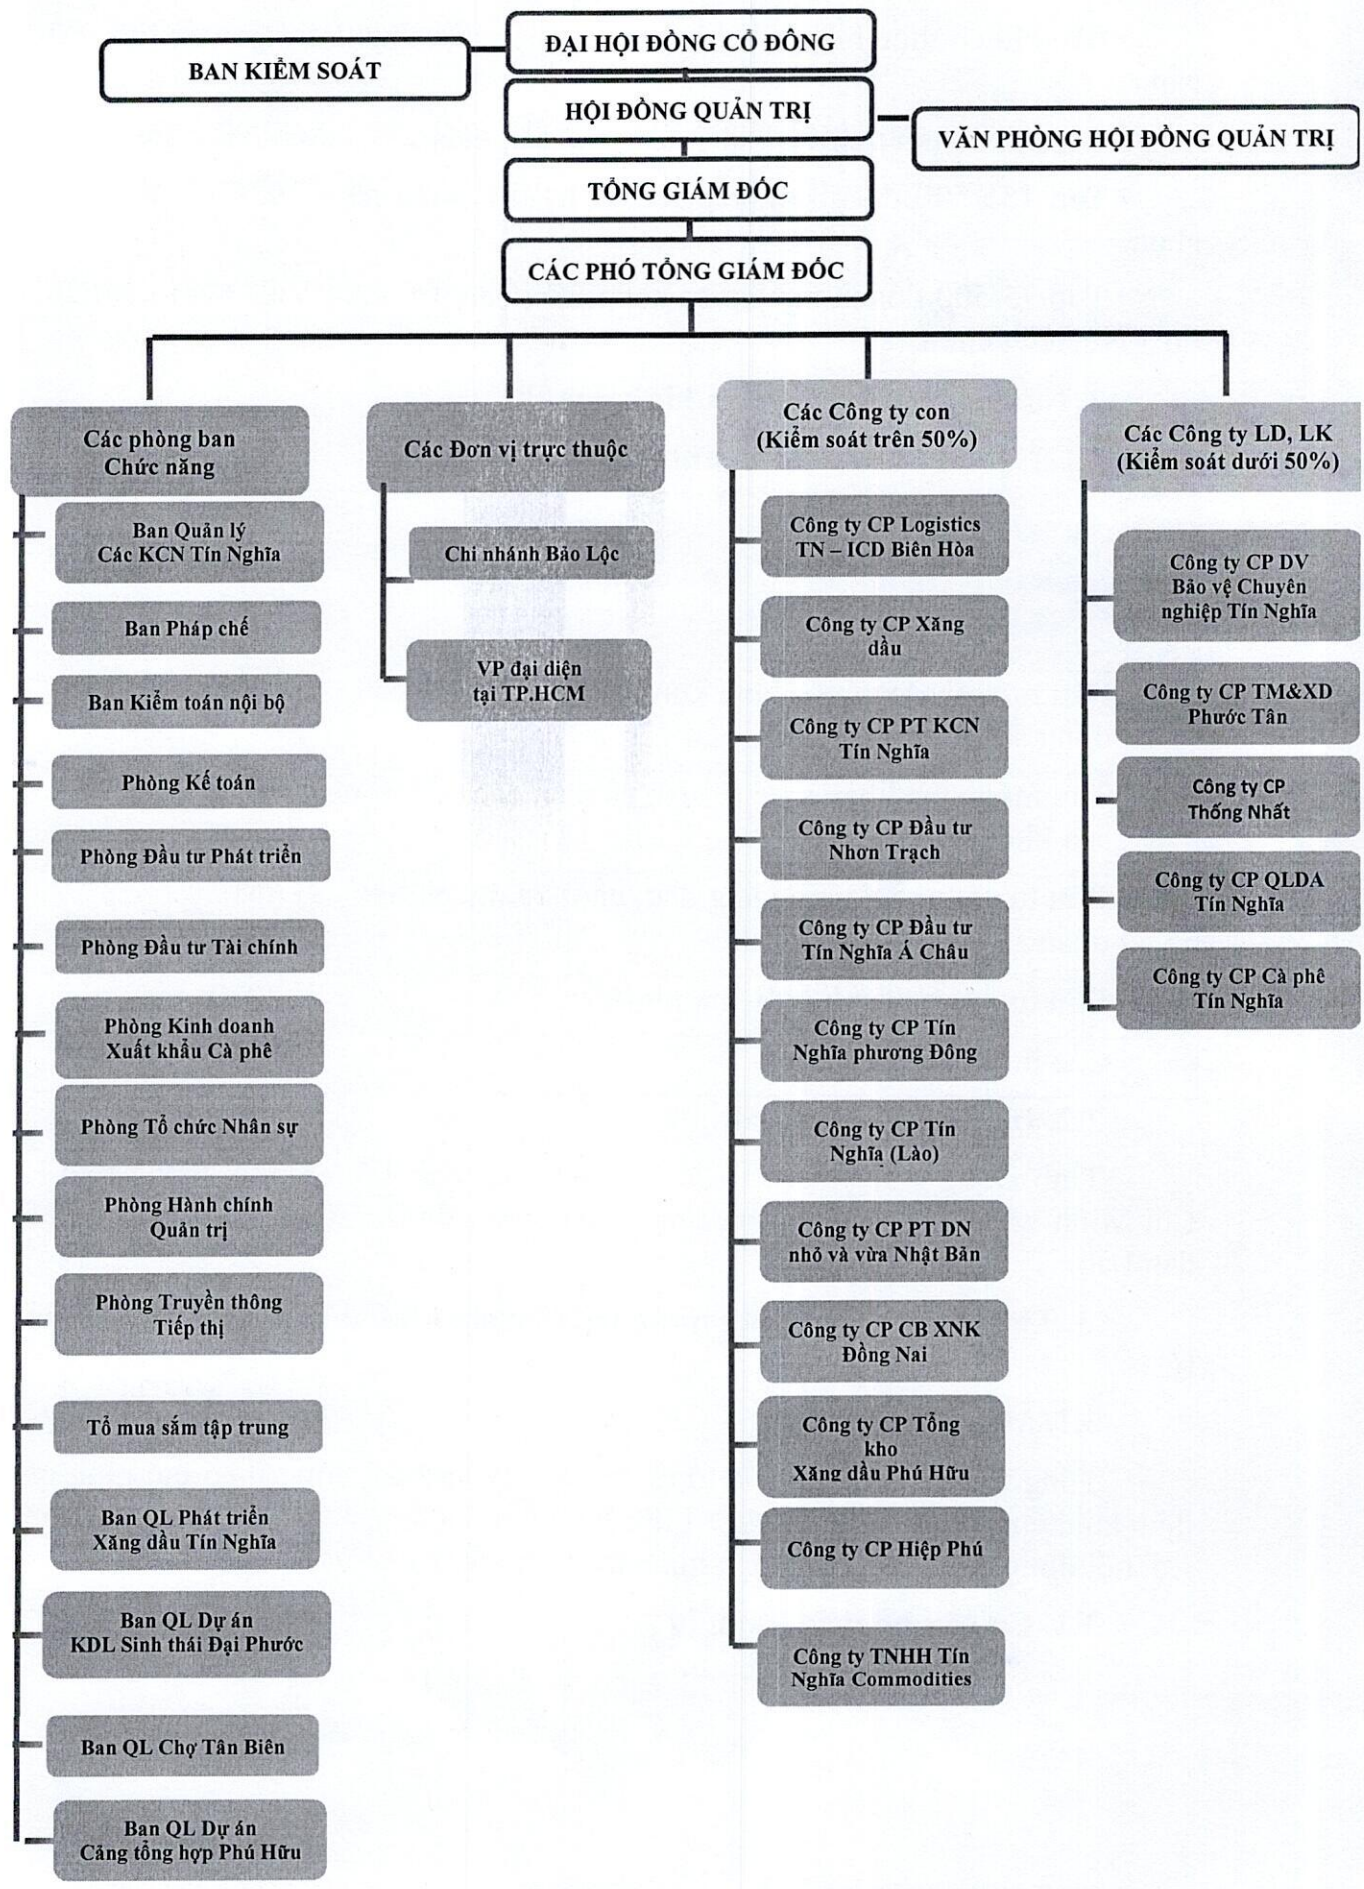 ĐẠI HỘI ĐỒNG CỔ ĐÔNG
BAN KIỂM SOÁT
HỘI ĐỒNG QUẢN TRỊ
VĂN PHÒNG HỘI ĐỒNG QUẢN TRỊ
TỔNG GIÁM ĐỐC
CÁC PHÓ TỔNG GIÁM ĐỐC
Các phòng ban
Chức năng
Ban Quản lý
Các KCN Tín Nghĩa
Ban Pháp chế
Ban Kiểm toán nội bộ
Phòng Kế toán
Phòng Đầu tư Phát triển
Phòng Đầu tư Tài chính
Phòng Kinh doanh
Xuất khẩu Cà phê
Phòng Tổ chức Nhân sự
Phòng Hành chính
Quản trị
Phòng Truyền thông
Tiếp thị
Tổ mua sắm tập trung
Ban QL Phát triển
Xăng dầu Tín Nghĩa
Ban QL Dự án
KDL Sinh thái Đại Phước
Ban QL Chợ Tân Biên
Ban QL Dự án
Cảng tổng hợp Phú Hữu
Các Đơn vị trực thuộc
Chi nhánh Bảo Lộc
VP đại diện
tại TP.HCM
Các Công ty con
(Kiểm soát trên 50%)
Công ty CP Logistics
TN – ICD Biên Hòa
Công ty CP Xăng
dầu
Công ty CP PT KCN
Tín Nghĩa
Công ty CP Đầu tư
Nhơn Trạch
Công ty CP Đầu tư
Tín Nghĩa Á Châu
Công ty CP Tín
Nghĩa phương Đông
Công ty CP Tín
Nghĩa (Lào)
Công ty CP PT DN
nhỏ và vừa Nhật Bản
Công ty CP CB XNK
Đồng Nai
Công ty CP Tổng
kho
Xăng dầu Phú Hữu
Công ty CP Hiệp Phú
Công ty TNHH Tín
Nghĩa Commodities
Các Công ty LD, LK
(Kiểm soát dưới 50%)
Công ty CP DV
Bảo vệ Chuyên
nghiệp Tín Nghĩa
Công ty CP TM&XD
Phước Tân
Công ty CP
Thống Nhất
Công ty CP QLDA
Tín Nghĩa
Công ty CP Cà phê
Tín Nghĩa